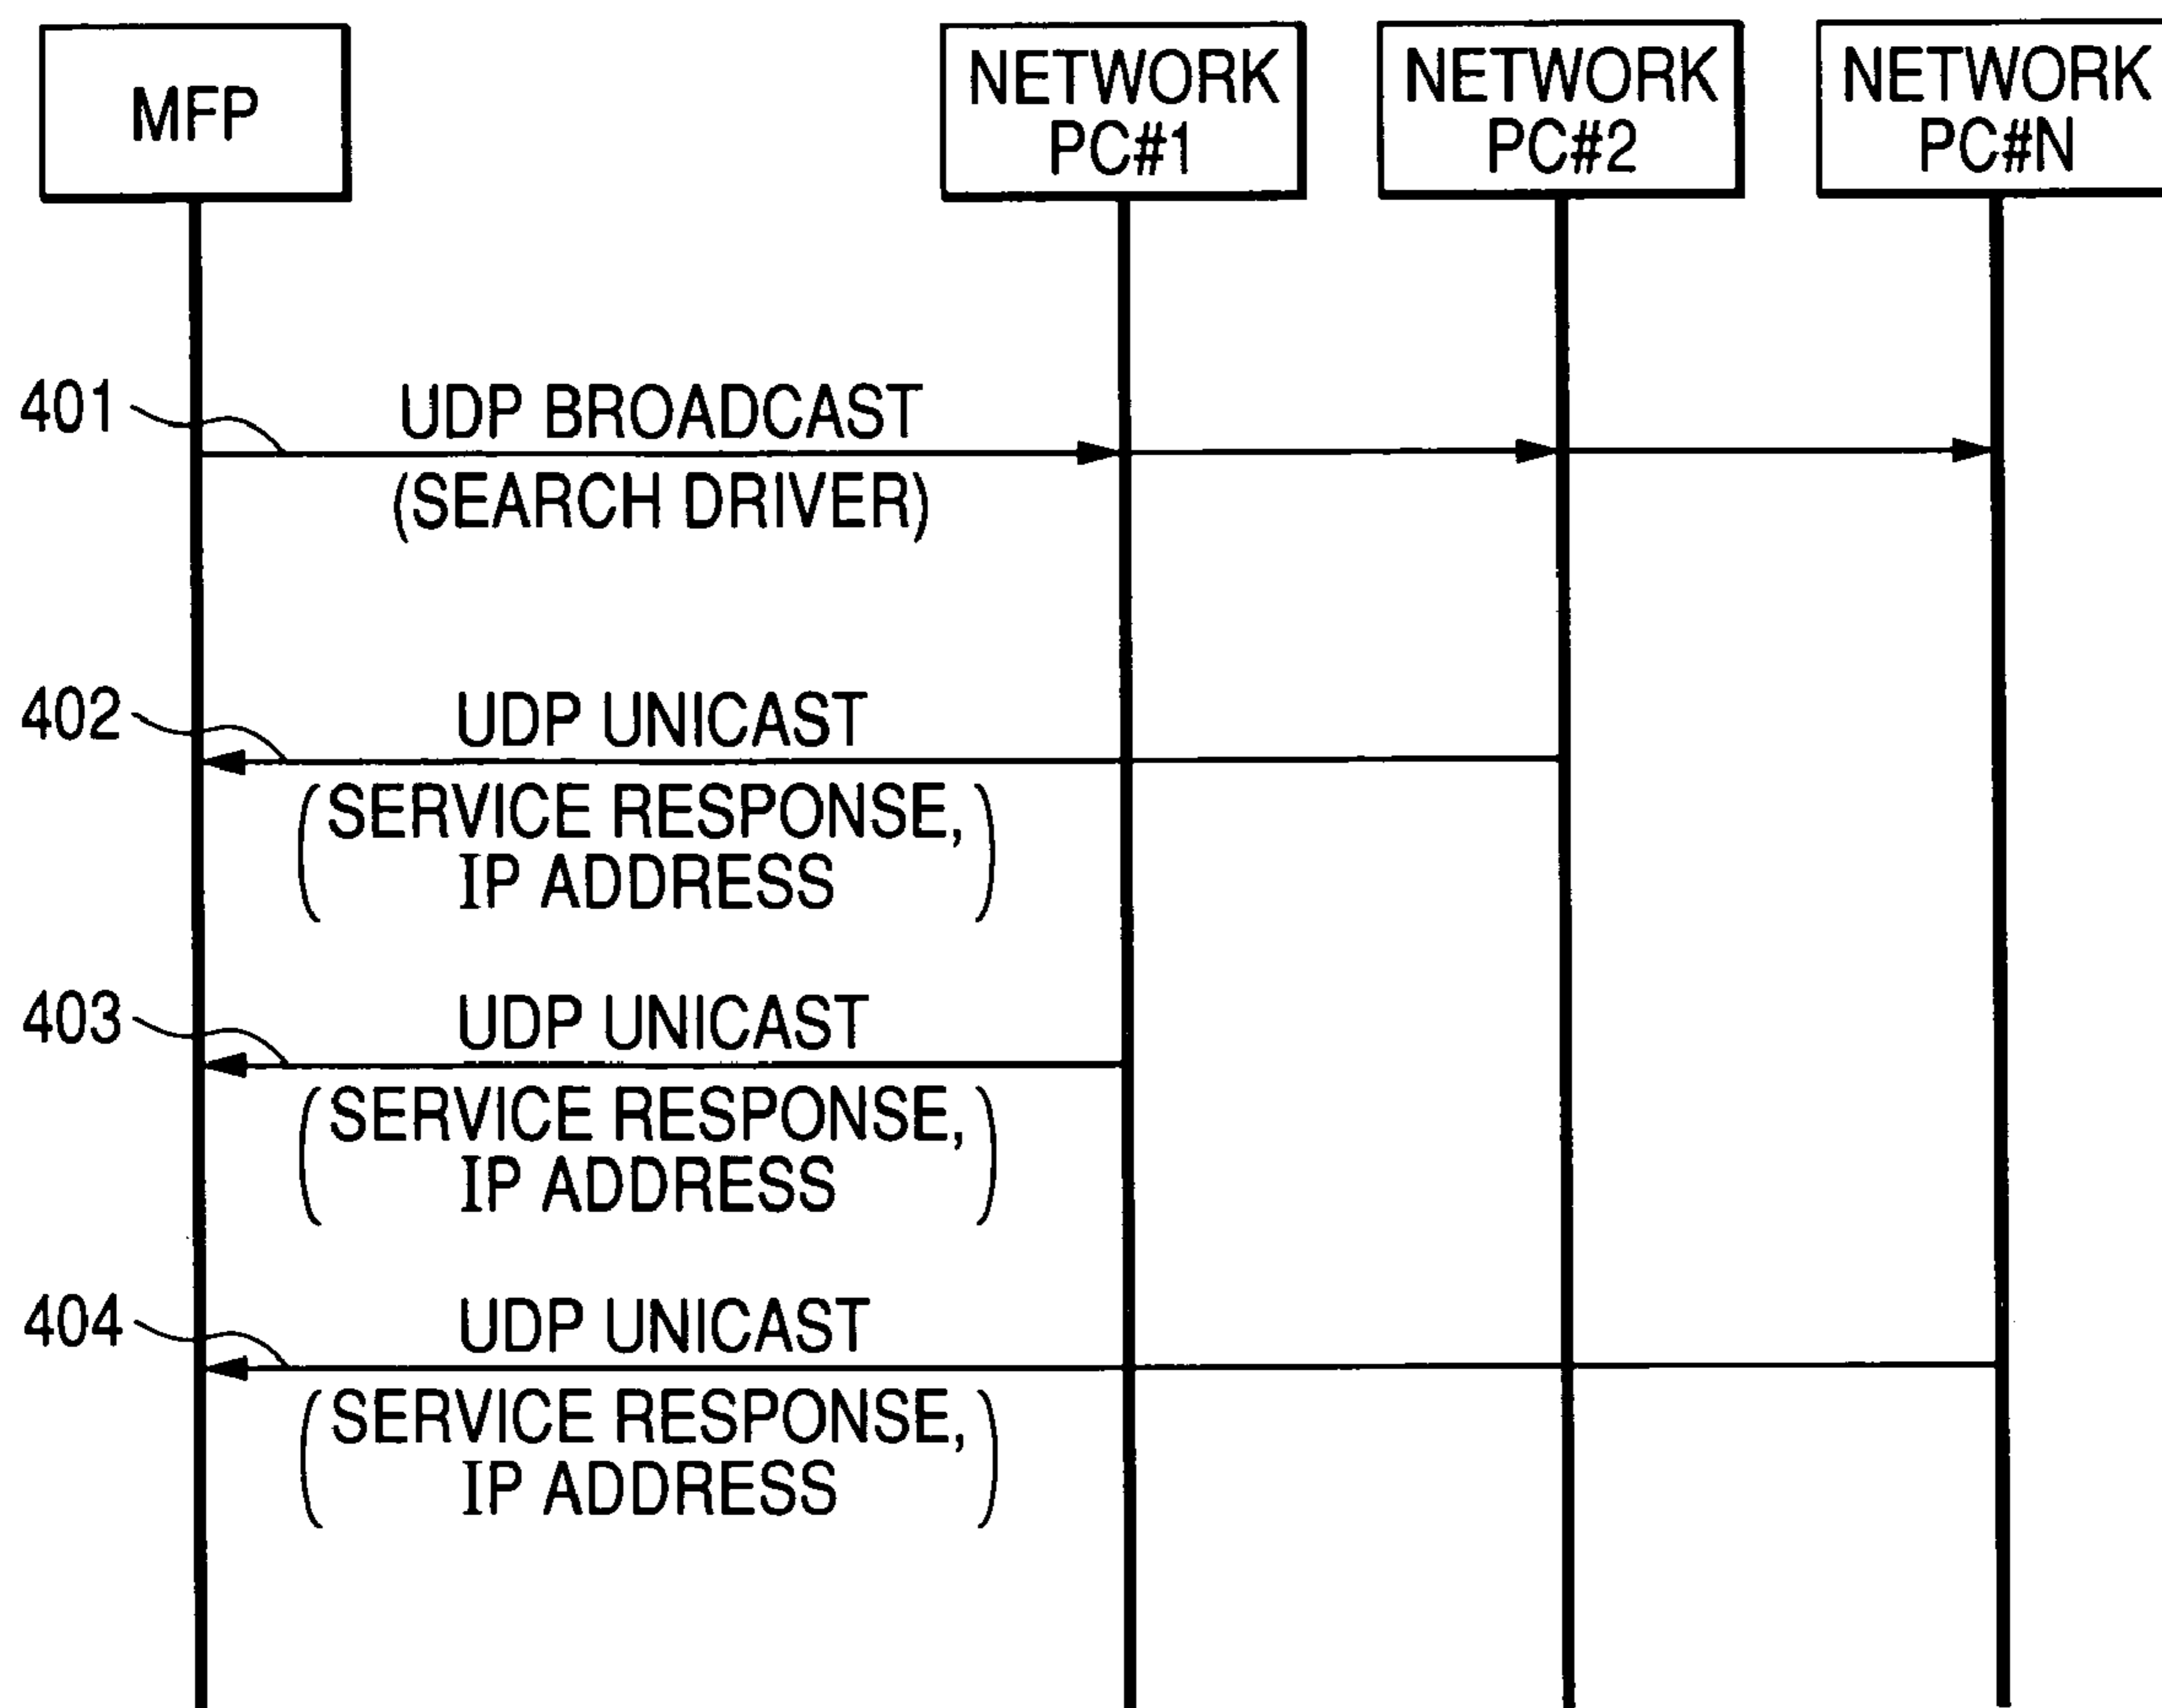 MFP
NETWORK
PC#1
NETWORK
PC#2
NETWORK
PC#N
401
UDP BROADCAST
(SEARCH DRIVER)
402
UDP UNICAST
(SERVICE RESPONSE,
IP ADDRESS)
403
UDP UNICAST
(SERVICE RESPONSE,
IP ADDRESS)
404
UDP UNICAST
(SERVICE RESPONSE,
IP ADDRESS)